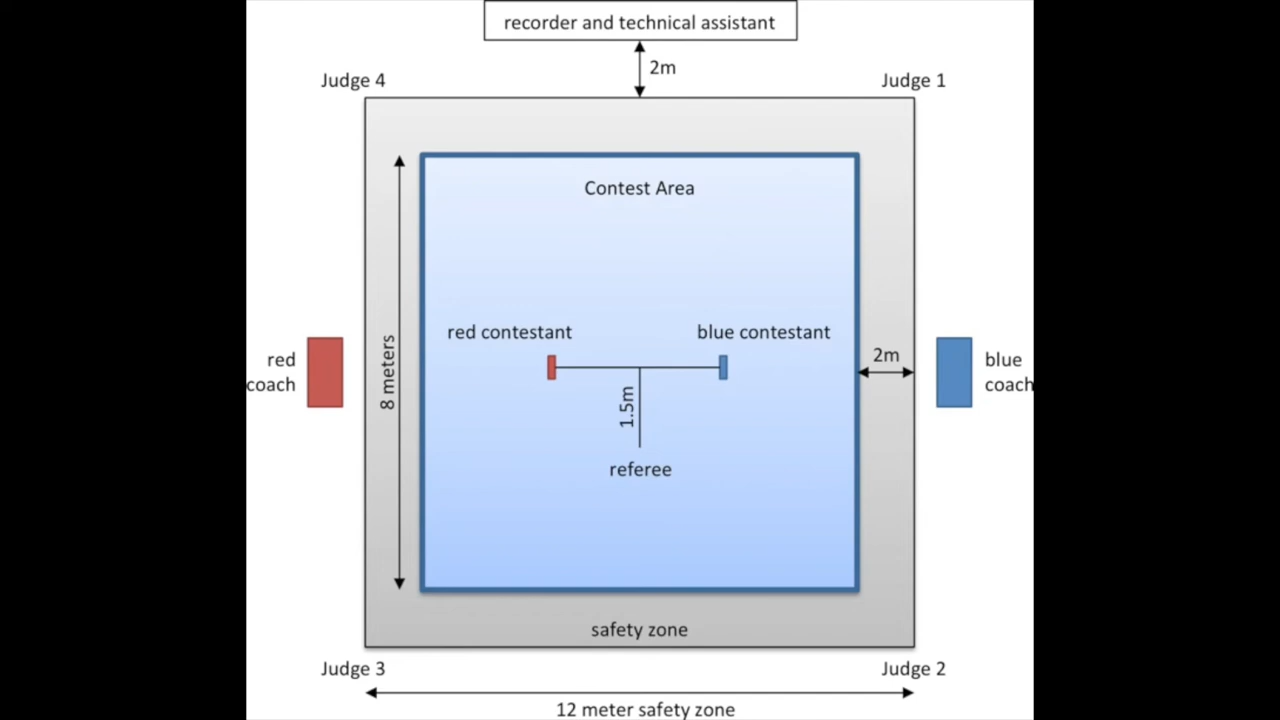 recorder and technical assistant
2m
Judge 4
Judge 1
Contest Area
red contestant
blue contestant
8 meters
2m
red
coach
blue
coach
1.5m
referee
safety zone
Judge 3
Judge 2
12 meter safety zone